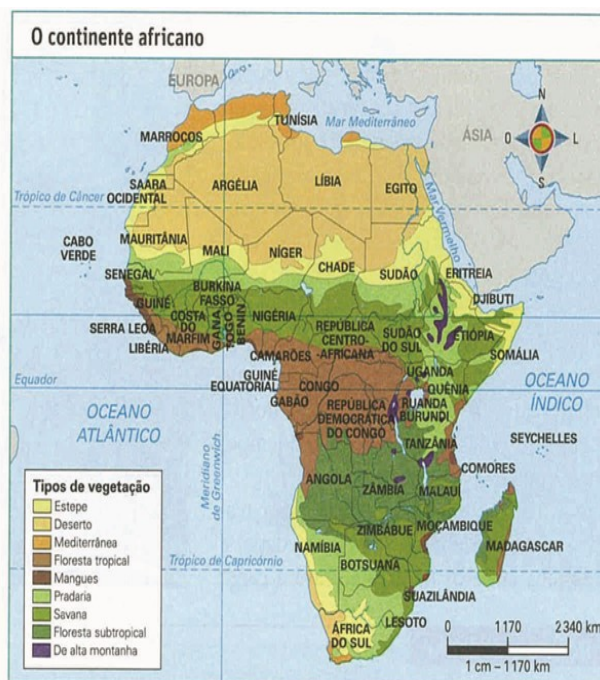 O continente africano
EUROPA
ÁSIA
N
O
L
S
Mar Mediterrâneo
TUNÍSIA
MARROCOS
ARGÉLIA
LÍBIA
EGITO
SAARA
OCIDENTAL
Trópico de Câncer
Mar Vermelho
CABO
VERDE
MAURITÂNIA
MALI
NÍGER
CHADE
SUDÃO
ERITREIA
DJIBUTI
SENEGAL
BURKINA
FASSO
GUINÉ
COSTA
DO
MARFIM
GANA
TOGO
BENIN
NIGÉRIA
SERRA LEOA
LIBÉRIA
REPÚBLICA
CENTRO-
-AFRICANA
SUDÃO
DO SUL
ETIÓPIA
SOMÁLIA
CAMARÕES
GUINÉ
EQUATORIAL
GABÃO
CONGO
REPÚBLICA
DEMOCRÁTICA
DO CONGO
UGANDA
QUÊNIA
RUANDA
BURUNDI
TANZÂNIA
Equador
OCEANO
ATLÂNTICO
OCEANO
ÍNDICO
SEYCHELLES
COMORES
Meridiano
de Greenwich
ANGOLA
ZÂMBIA
MALAUÍ
MOÇAMBIQUE
ZIMBÁBUE
MADAGASCAR
NAMÍBIA
BOTSUANA
Trópico de Capricórnio
SUAZILÂNDIA
LESOTO
ÁFRICA
DO SUL
Tipos de vegetação
Estepe
Deserto
Mediterrânea
Floresta tropical
Mangues
Pradaria
Savana
Floresta subtropical
De alta montanha
0 1170 2340 km
1 cm – 1170 km